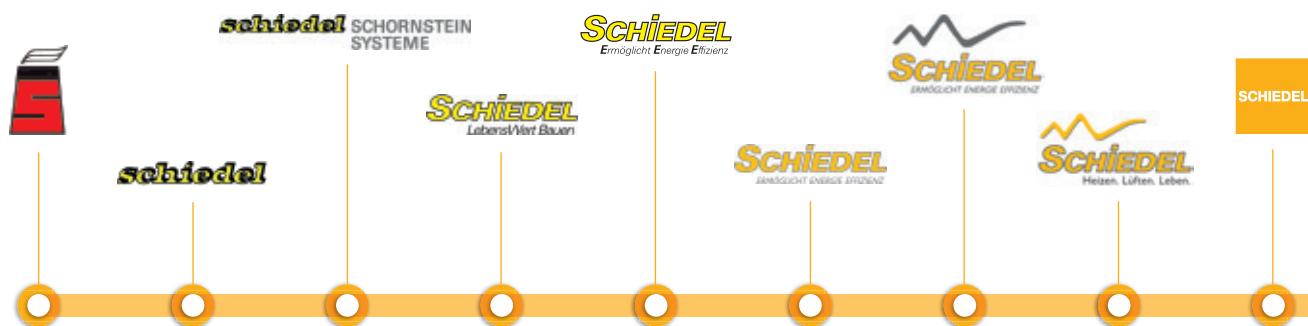 S
schiedel
schiedel SCHORNSTEIN
SYSTEME
SCHiEDEL
LebensWert Bauen
SCHiEDEL
Ermöglicht Energie Effizienz
SCHiEDEL
ERMÖGLICHT ENERGIE EFFIZIENZ
SCHiEDEL
ERMÖGLICHT ENERGIE EFFIZIENZ
SCHiEDEL
Heizen. Lüften. Leben.
SCHIEDEL